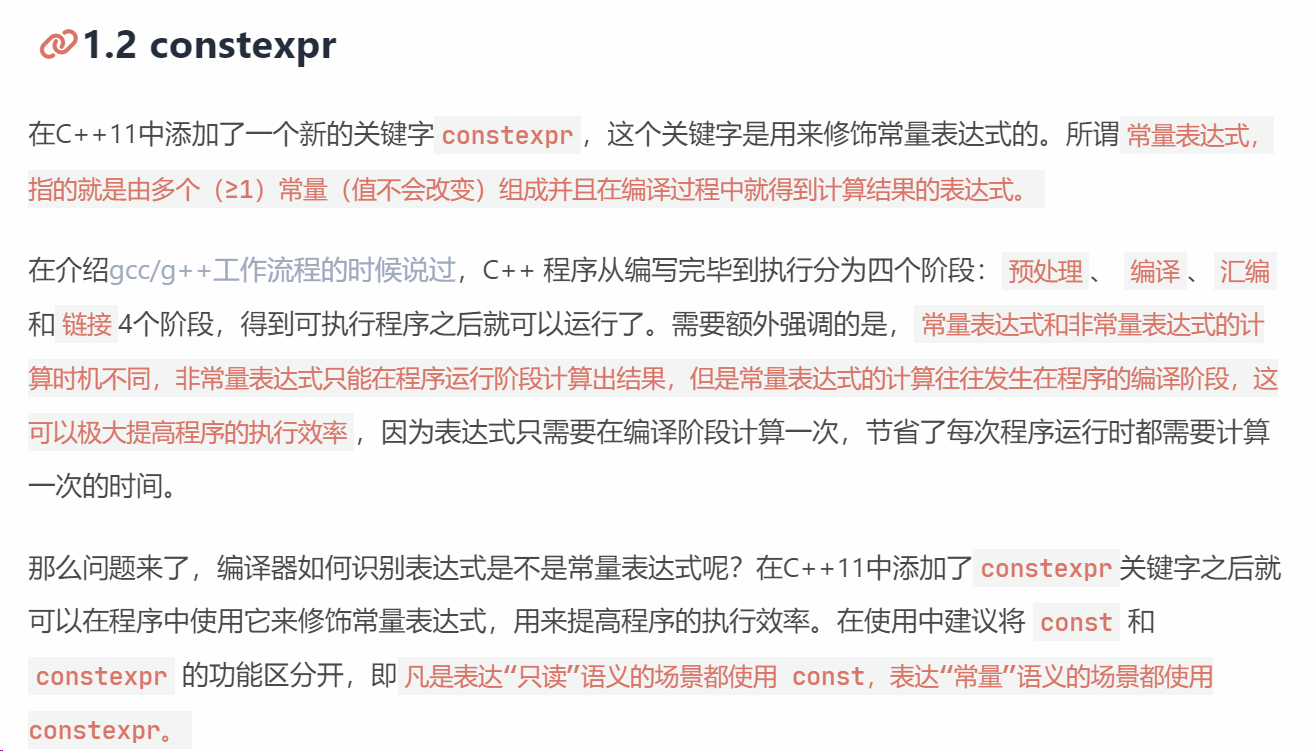 1.2 constexpr
在C++11中添加了一个新的关键字 constexpr，这个关键字是用来修饰常量表达式的。所谓 常量表达式，
指的就是由多个（≥1）常量（值不会改变）组成并且在编译过程中就得到计算结果的表达式。
在介绍gcc/g++工作流程的时候说过，C++ 程序从编写完毕到执行分为四个阶段： 预处理 、 编译 、 汇编
和 链接 4个阶段，得到可执行程序之后就可以运行了。需要额外强调的是， 常量表达式和非常量表达式的计
算时机不同，非常量表达式只能在程序运行阶段计算出结果，但是常量表达式的计算往往发生在程序的编译阶段，这
可以极大提高程序的执行效率 ，因为表达式只需要在编译阶段计算一次，节省了每次程序运行时都需要计算
一次的时间。
那么问题来了，编译器如何识别表达式是不是常量表达式呢？在C++11中添加了 constexpr 关键字之后就
可以在程序中使用它来修饰常量表达式，用来提高程序的执行效率。在使用中建议将 const 和
constexpr 的功能区分开，即 凡是表达“只读”语义的场景都使用 const，表达“常量”语义的场景都使用
constexpr。